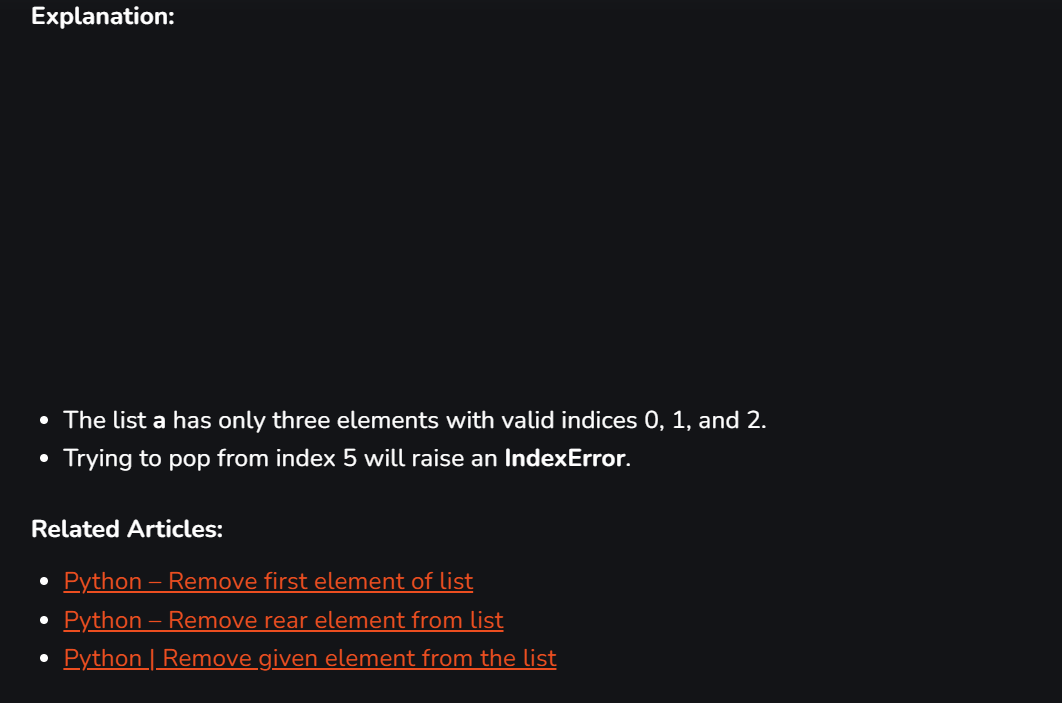 Explanation:
• The list a has only three elements with valid indices 0, 1, and 2.
• Trying to pop from index 5 will raise an IndexError.
Related Articles:
• Python – Remove first element of list
• Python – Remove rear element from list
• Python | Remove given element from the list